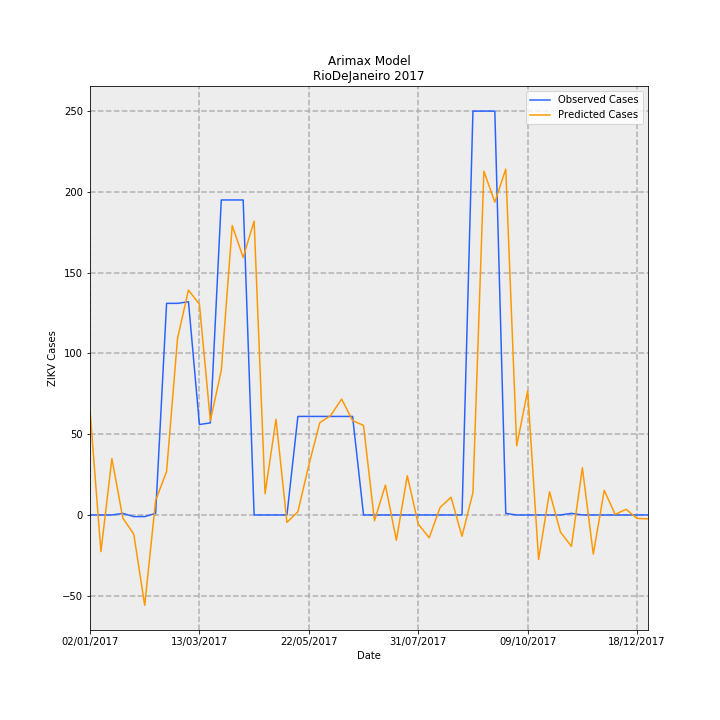 Arimax Model
RioDeJaneiro 2017
Observed Cases
Predicted Cases
ZIKV Cases
250
200
150
100
50
0
−50
02/01/2017
13/03/2017
22/05/2017
31/07/2017
09/10/2017
18/12/2017
Date